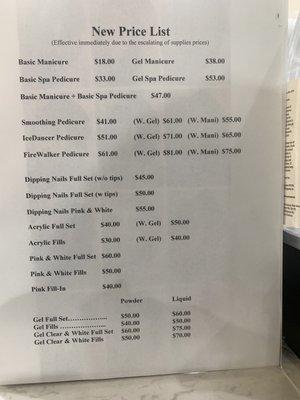 New Price List
(Effective immediately due to the escalating of supplies prices)
Basic Manicure $18.00 Gel Manicure $38.00
Basic Spa Pedicure $33.00 Gel Spa Pedicure $53.00
Basic Manicure + Basic Spa Pedicure $47.00
Smoothing Pedicure $41.00 (W. Gel) $61.00 (W. Mani) $55.00
IceDancer Pedicure $51.00 (W. Gel) $71.00 (W. Mani) $65.00
FireWalker Pedicure $61.00 (W. Gel) $81.00 (W. Mani) $75.00
Dipping Nails Full Set (w/o tips) $45.00
Dipping Nails Full Set (w tips) $50.00
Dipping Nails Pink & White $55.00
Acrylic Full Set $40.00 (W. Gel) $50.00
Acrylic Fills $30.00 (W. Gel) $40.00
Pink & White Full Set $60.00
Pink & White Fills $50.00
Pink Fill-In $40.00
Powder Liquid
Gel Full Set.................. $50.00 $60.00
Gel Fills ..................... $40.00 $50.00
Gel Clear & White Full Set $60.00 $75.00
Gel Clear & White Fills $50.00 $70.00